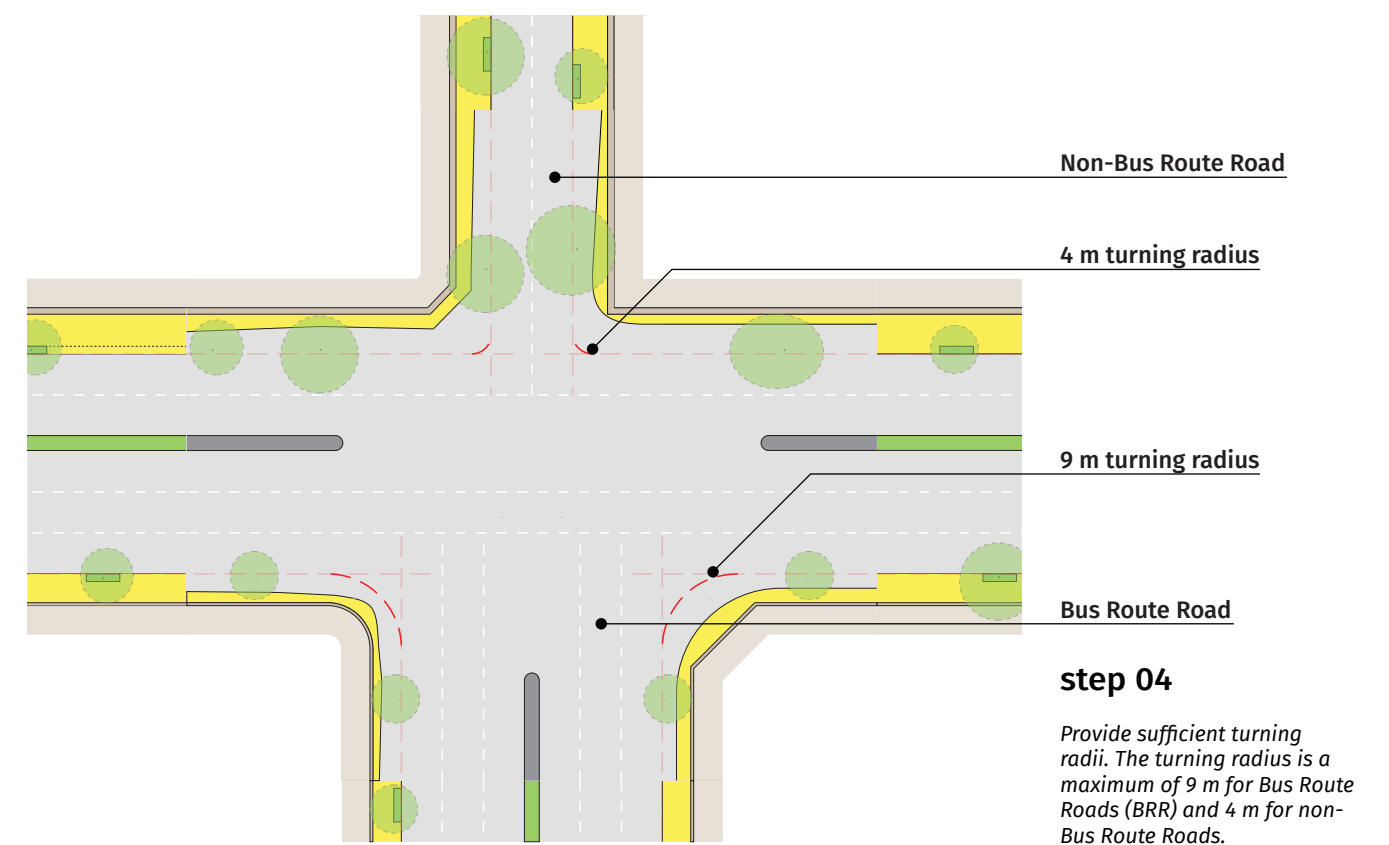 Non-Bus Route Road
4 m turning radius
9 m turning radius
Bus Route Road
step 04
Provide sufficient turning
radii. The turning radius is a
maximum of 9 m for Bus Route
Roads (BRR) and 4 m for non-
Bus Route Roads.